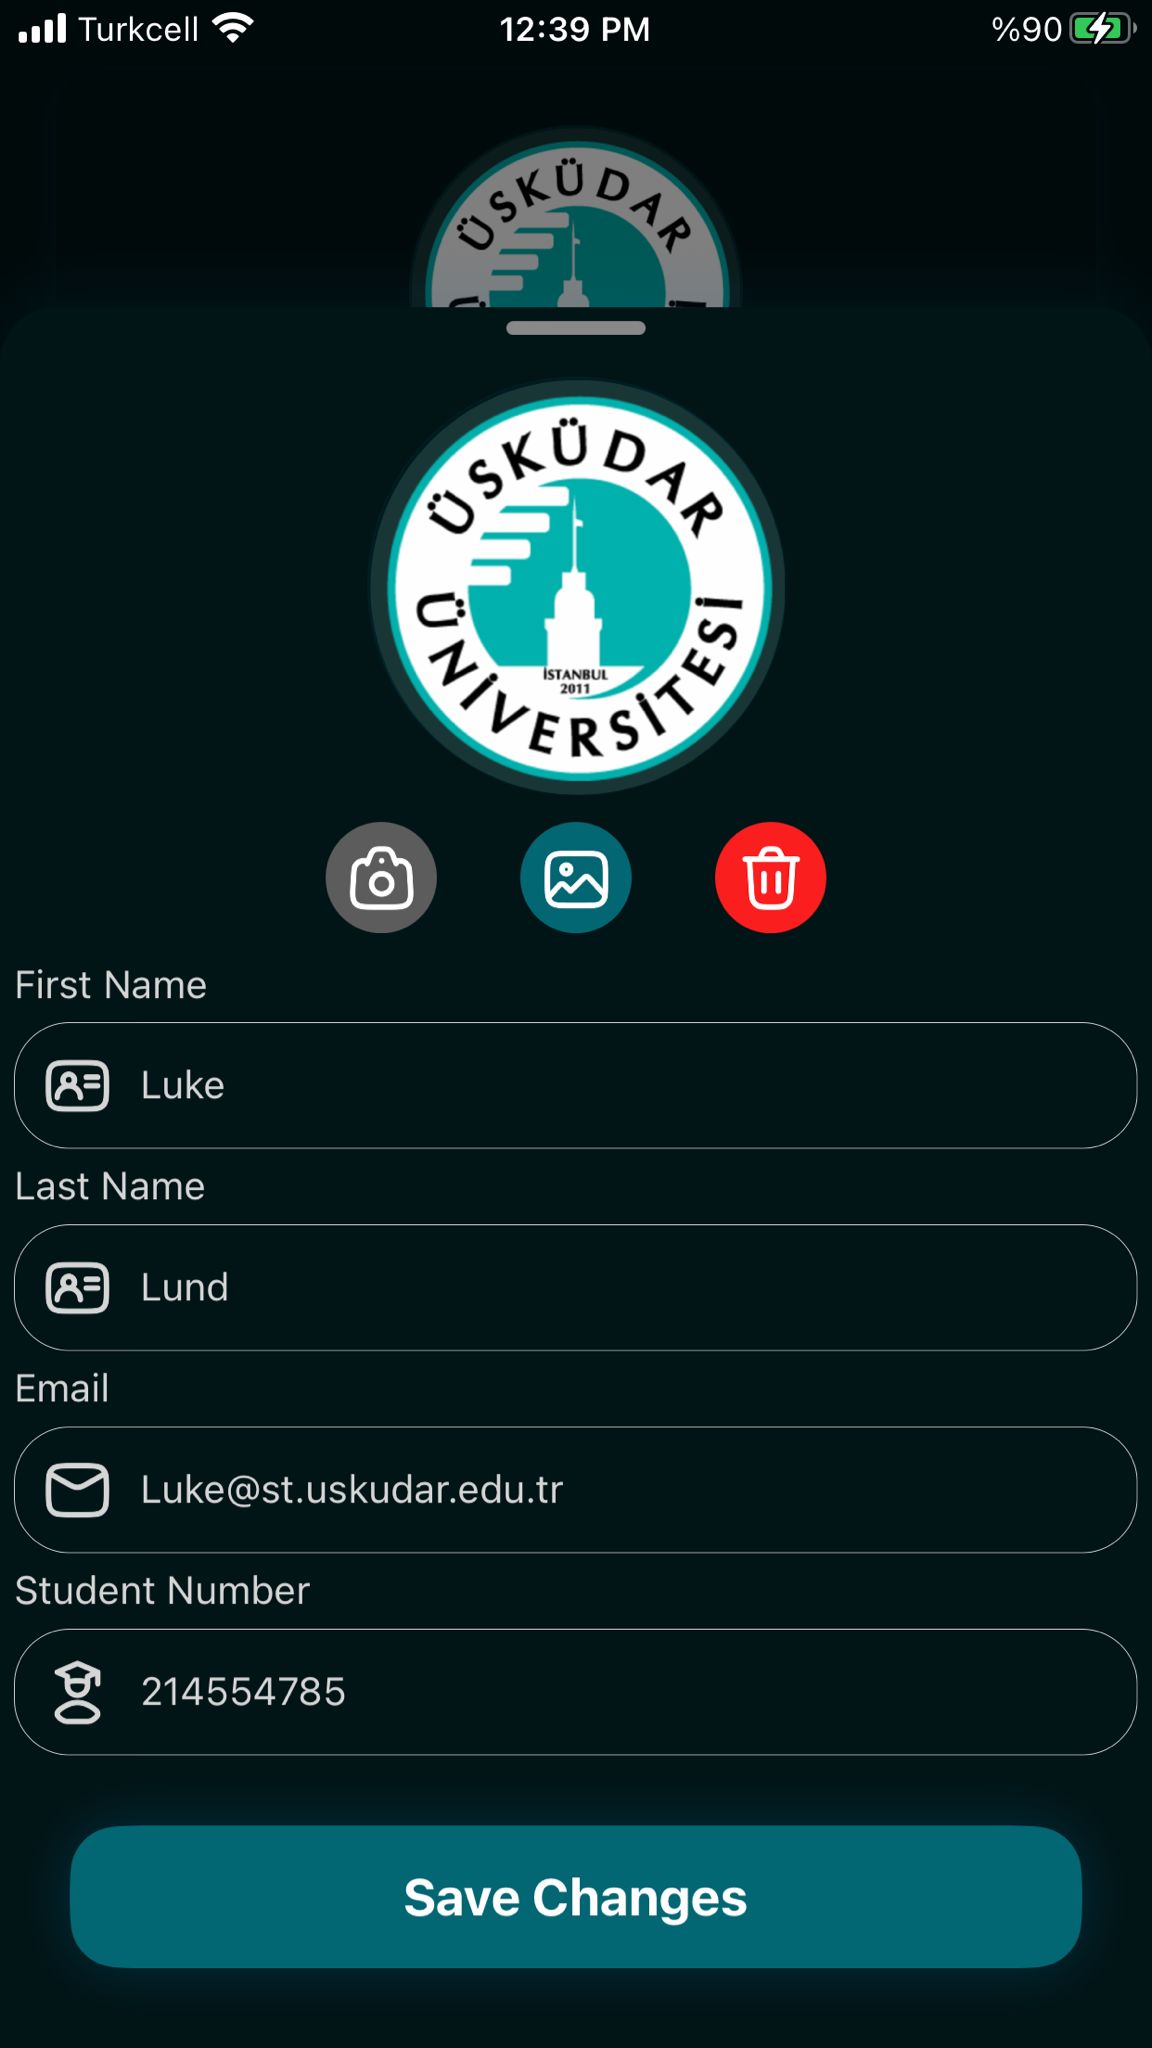 Turkcell 12:39 PM %90
ÜSKÜDAR
ÜSKÜDAR
ÜNİVERSİTESİ
İSTANBUL
2011
First Name
Luke
Last Name
Lund
Email
Luke@st.uskudar.edu.tr
Student Number
214554785
Save Changes